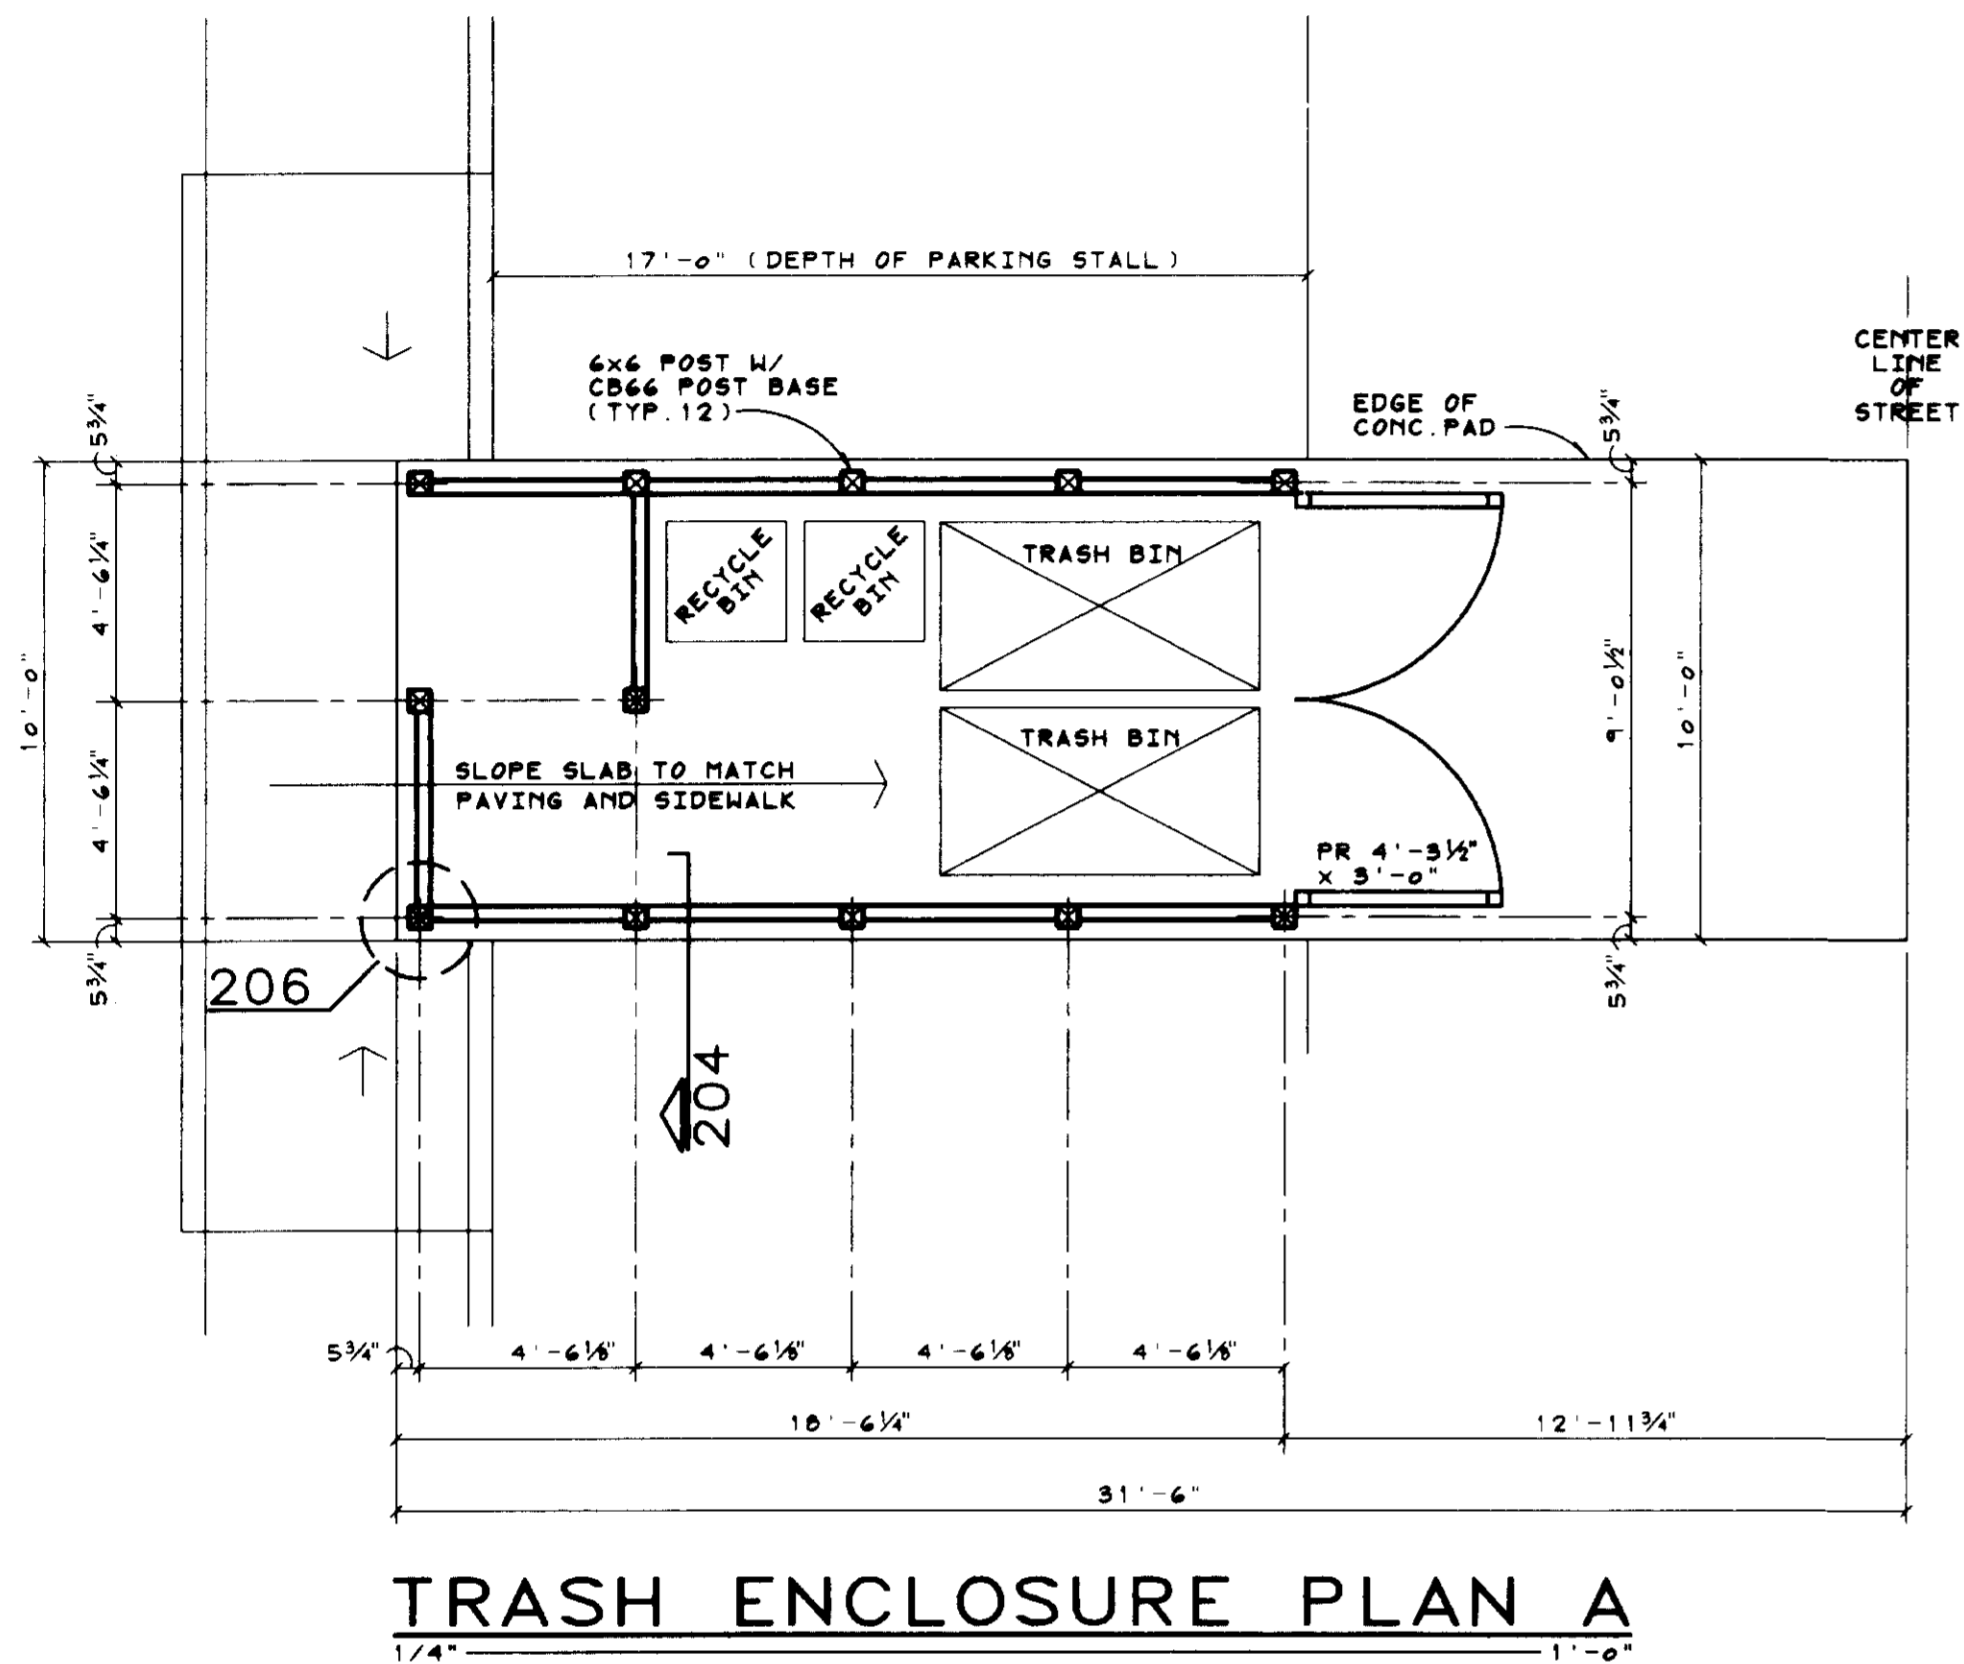 17'-0" (DEPTH OF PARKING STALL)
CENTER
LINE
OF
STREET
6x6 POST W/
CB66 POST BASE
(TYP.12)
EDGE OF
CONC.PAD
5¾"
5¾"
RECYCLE
BIN
RECYCLE
BIN
TRASH BIN
4'-6¼"
10'-0"
9'-0½"
10'-0"
TRASH BIN
SLOPE SLAB TO MATCH
PAVING AND SIDEWALK
4'-6¼"
PR 4'-3½"
x 3'-0"
5¾"
5¾"
206
204
5¾"
4'-6⅛"
4'-6⅛"
4'-6⅛"
4'-6⅛"
18'-6¼"
12'-11¾"
31'-6"
TRASH ENCLOSURE PLAN A
1/4"
1'-0"